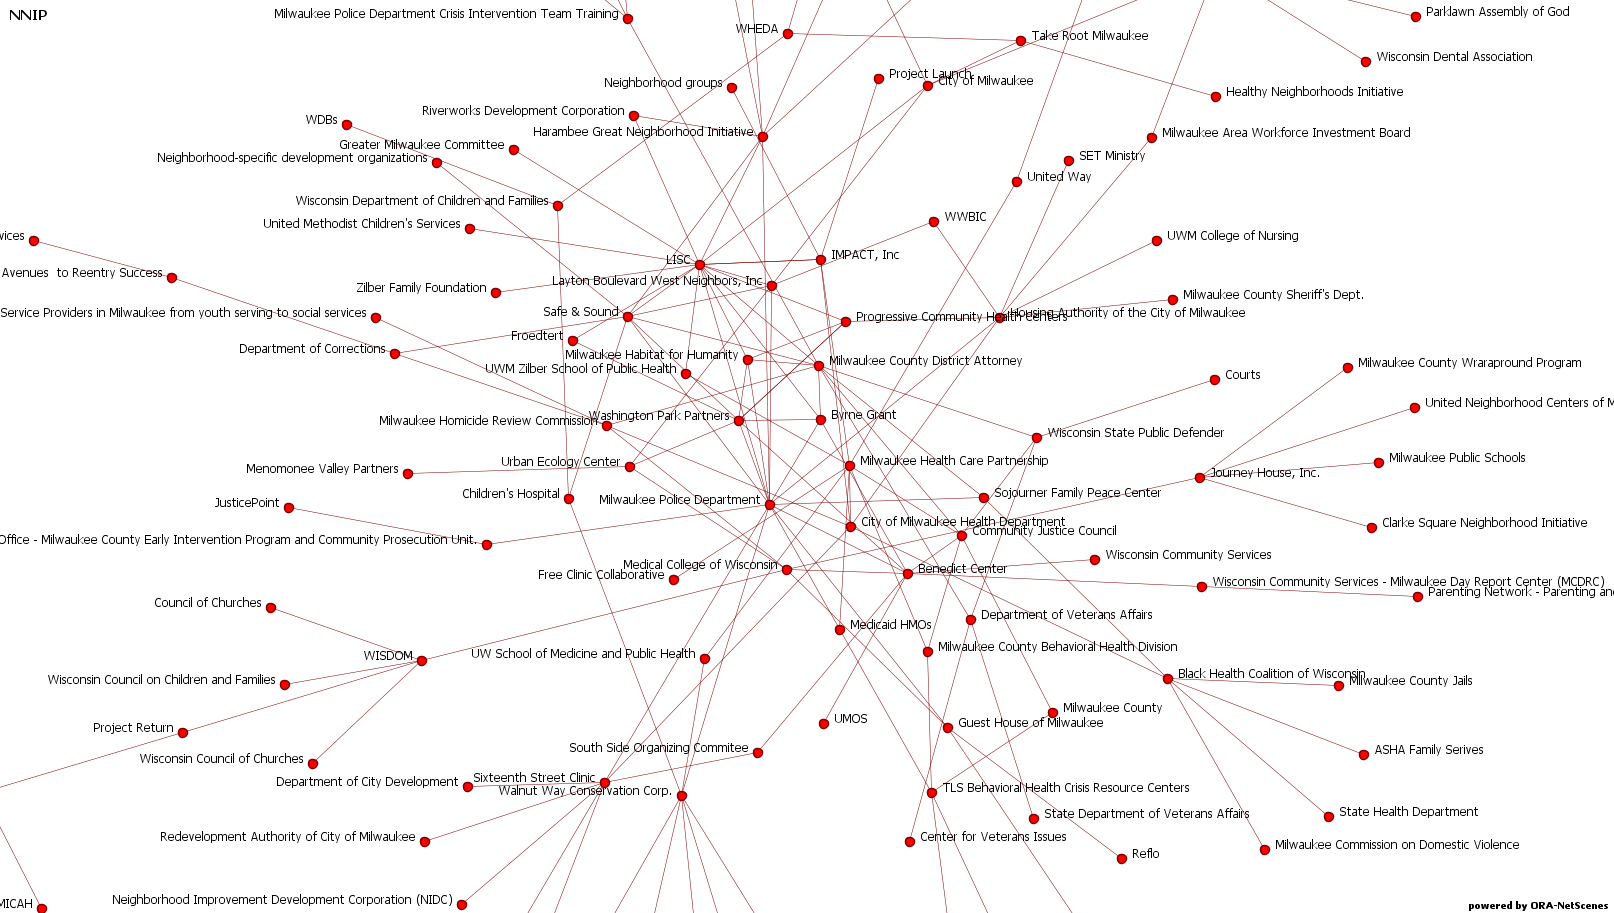 NNIP
Milwaukee Police Department Crisis Intervention Team Training
Parklawn Assembly of God
WHEDA
Take Root Milwaukee
Wisconsin Dental Association
Project Launch
City of Milwaukee
Neighborhood groups
Healthy Neighborhoods Initiative
Riverworks Development Corporation
WDBs
Harambee Great Neighborhood Initiative
Milwaukee Area Workforce Investment Board
Greater Milwaukee Committee
Neighborhood-specific development organizations
SET Ministry
United Way
Wisconsin Department of Children and Families
United Methodist Children's Services
WWBIC
vices
UWM College of Nursing
LISC
IMPACT, Inc
Avenues to Reentry Success
Layton Boulevard West Neighbors, Inc
Zilber Family Foundation
Milwaukee County Sheriff's Dept.
Service Providers in Milwaukee from youth serving to social services
Safe & Sound
Progressive Community Health Centers
Housing Authority of the City of Milwaukee
Froedtert
Department of Corrections
Milwaukee Habitat for Humanity
Milwaukee County District Attorney
UWM Zilber School of Public Health
Milwaukee County Wraparound Program
Courts
United Neighborhood Centers of M
Milwaukee Homicide Review Commission
Washington Park Partners
Byrne Grant
Wisconsin State Public Defender
Urban Ecology Center
Milwaukee Health Care Partnership
Milwaukee Public Schools
Menomonee Valley Partners
Journey House, Inc.
Children's Hospital
Milwaukee Police Department
Sojourner Family Peace Center
JusticePoint
City of Milwaukee Health Department
Clarke Square Neighborhood Initiative
Community Justice Council
Office - Milwaukee County Early Intervention Program and Community Prosecution Unit.
Wisconsin Community Services
Medical College of Wisconsin
Benedict Center
Free Clinic Collaborative
Wisconsin Community Services - Milwaukee Day Report Center (MCDRC)
Parenting Network - Parenting and
Council of Churches
Department of Veterans Affairs
Medicaid HMOs
WISDOM
UW School of Medicine and Public Health
Milwaukee County Behavioral Health Division
Wisconsin Council on Children and Families
Black Health Coalition of Wisconsin
Milwaukee County Jails
Milwaukee County
Project Return
UMOS
Guest House of Milwaukee
South Side Organizing Commitee
ASHA Family Serives
Wisconsin Council of Churches
Department of City Development
Sixteenth Street Clinic
Walnut Way Conservation Corp.
TLS Behavioral Health Crisis Resource Centers
State Department of Veterans Affairs
State Health Department
Redevelopment Authority of City of Milwaukee
Center for Veterans Issues
Reflo
Milwaukee Commission on Domestic Violence
Neighborhood Improvement Development Corporation (NIDC)
MICAH
powered by ORA-NetScenes